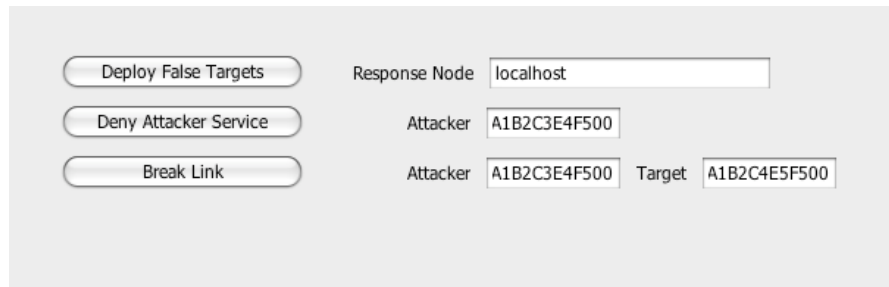 Deploy False Targets Response Node localhost
Deny Attacker Service Attacker A1B2C3E4F500
Break Link Attacker A1B2C3E4F500 Target A1B2C4E5F500